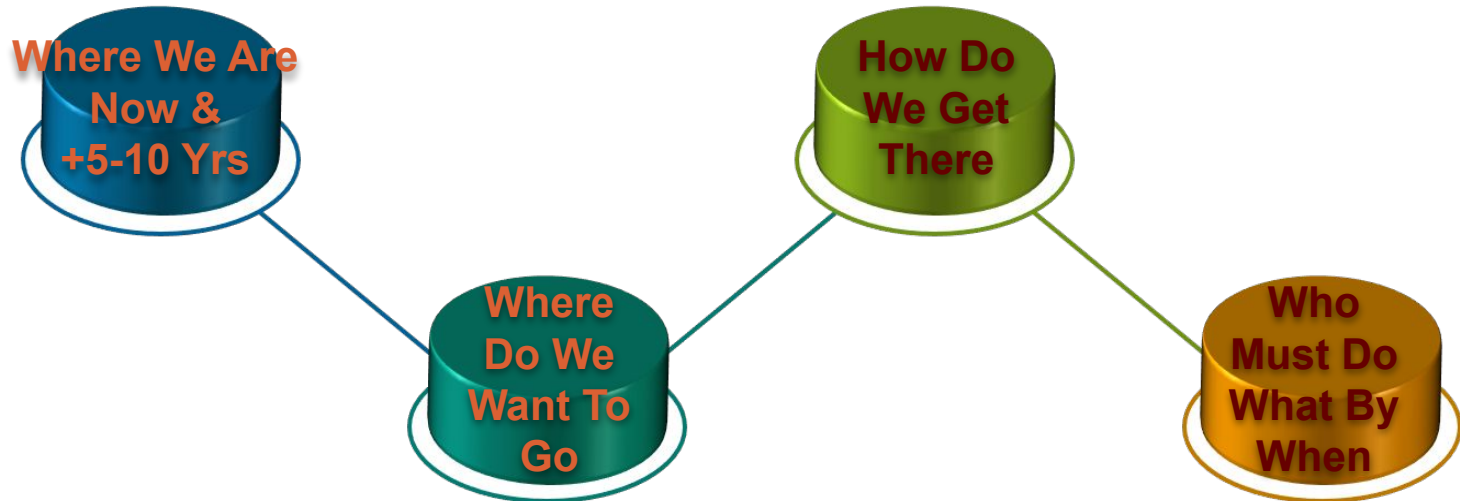 Where We Are
Now &
+5-10 Yrs
Where
Do We
Want To
Go
How Do
We Get
There
Who
Must Do
What By
When